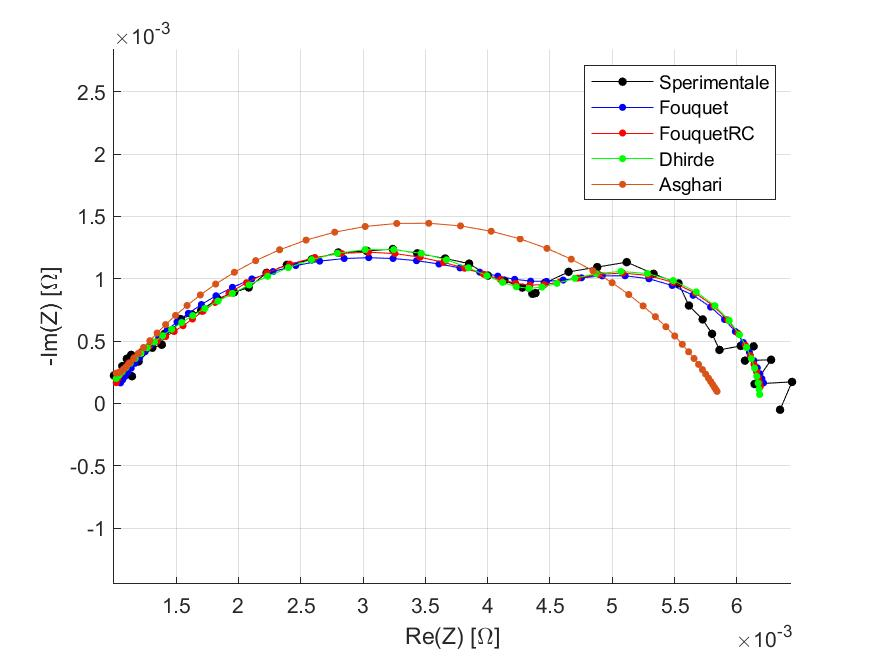 ×10⁻³
2.5
2
1.5
1
0.5
0
-0.5
-1
-Im(Z) [Ω]
Sperimentale
Fouquet
FouquetRC
Dhirde
Asghari
1.5 2 2.5 3 3.5 4 4.5 5 5.5 6
Re(Z) [Ω]
×10⁻³